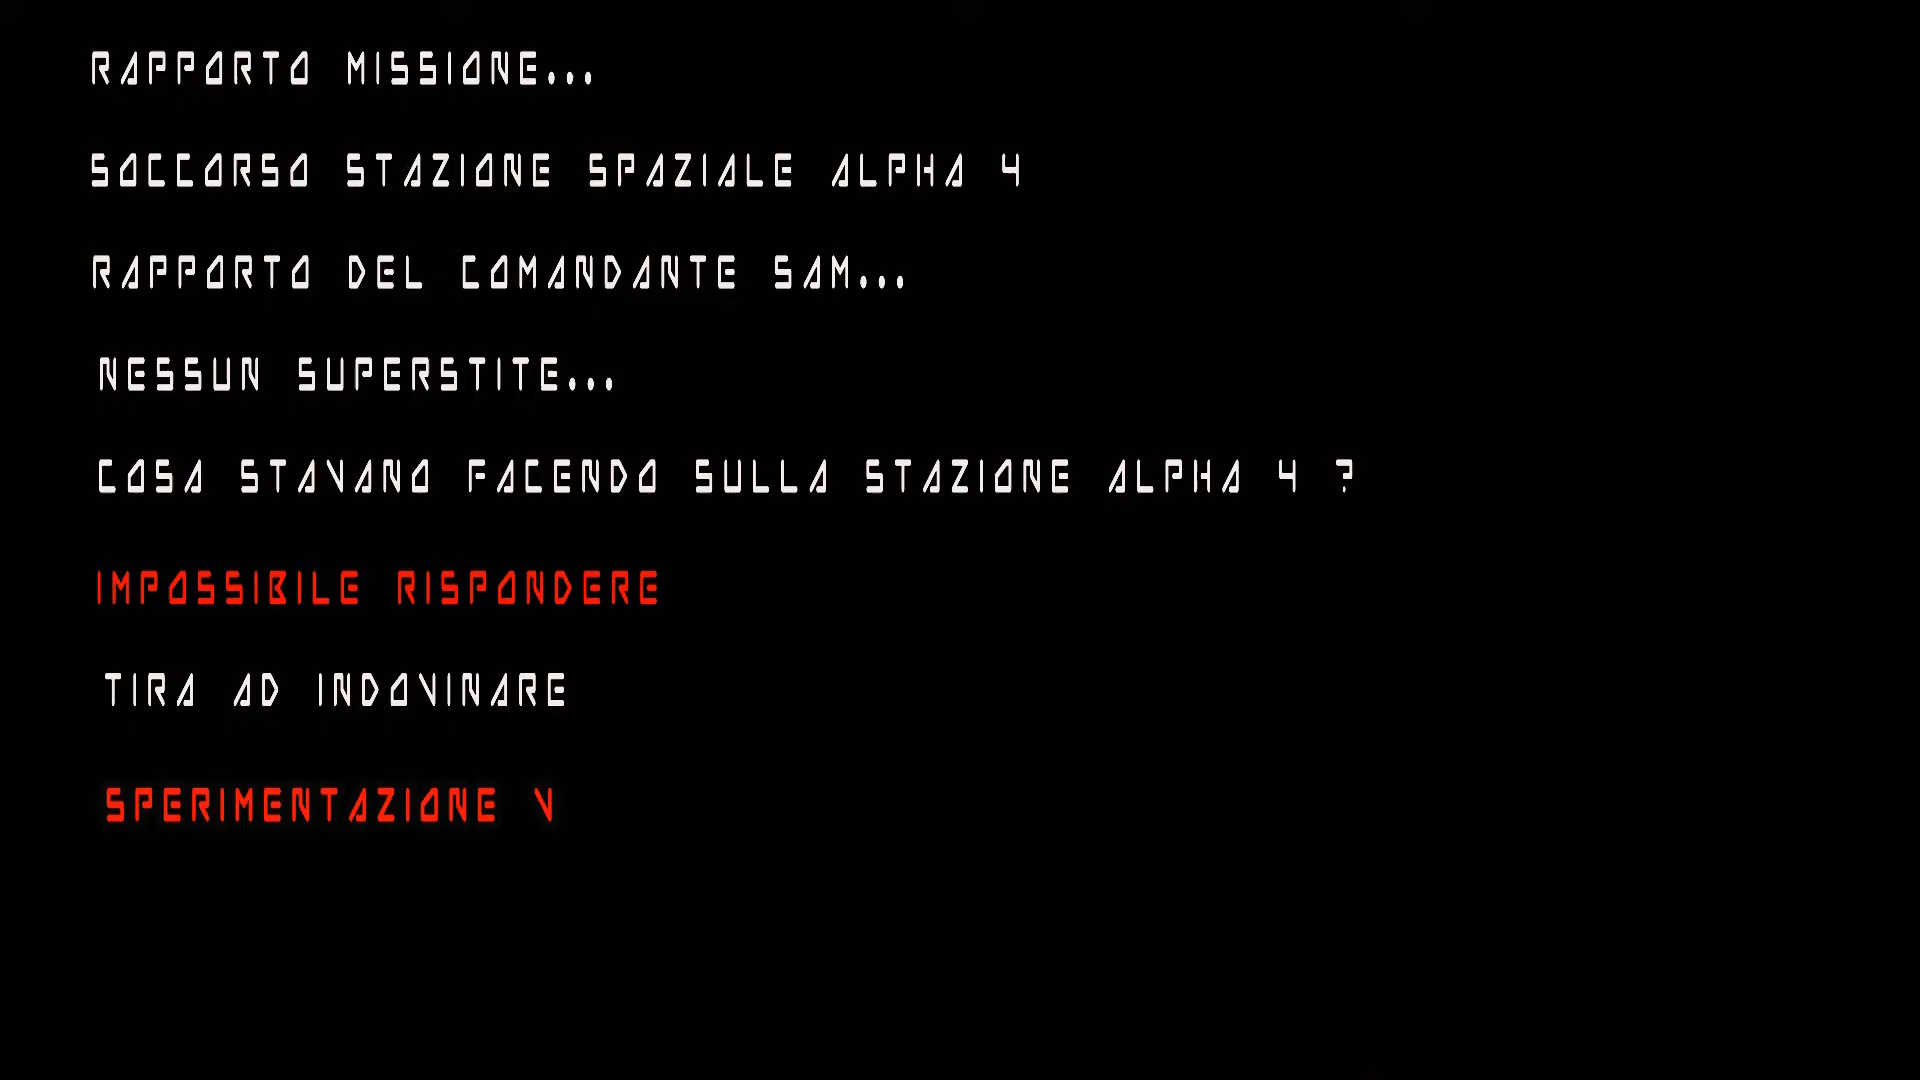 RAPPORTO MISSIONE...
SOCCORSO STAZIONE SPAZIALE ALPHA 4
RAPPORTO DEL COMANDANTE SAM...
NESSUN SUPERSTITE...
COSA STAVANO FACENDO SULLA STAZIONE ALPHA 4 ?
IMPOSSIBILE RISPONDERE
TIRA AD INDOVINARE
SPERIMENTAZIONE V